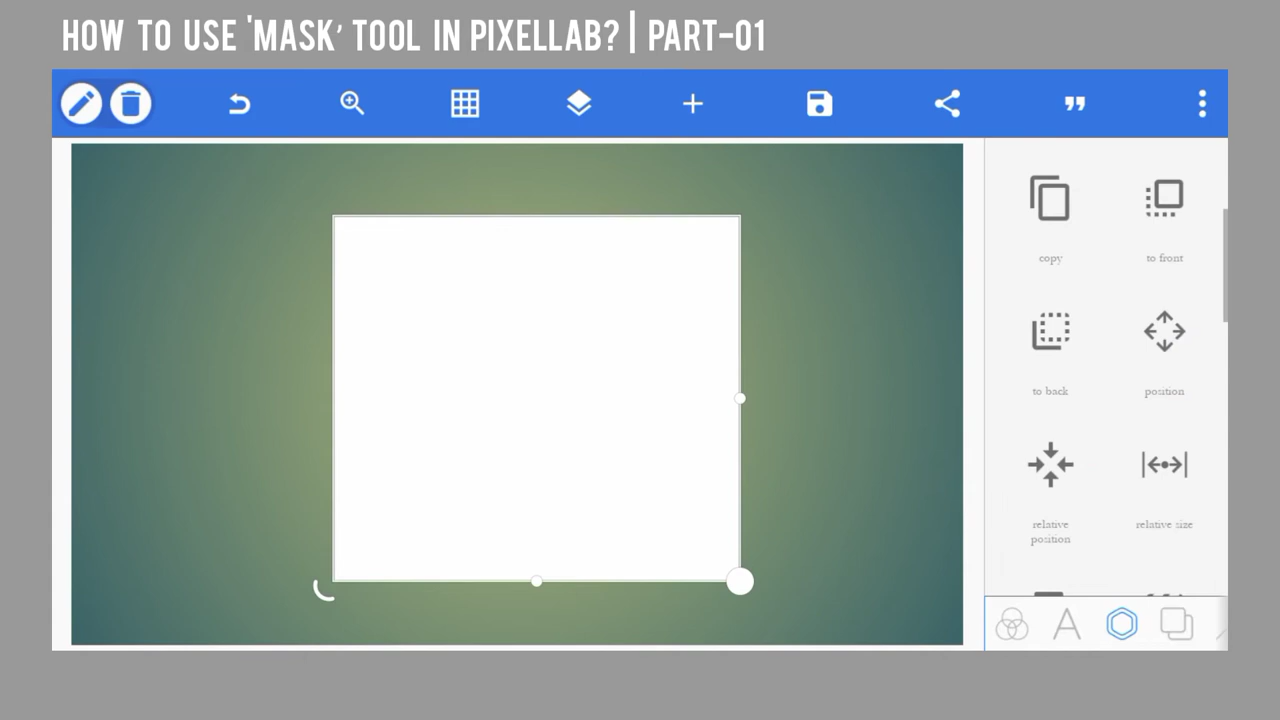 HOW TO USE 'MASK' TOOL IN PIXELLAB? | PART-01
copy
to front
to back
position
relative
position
relative size